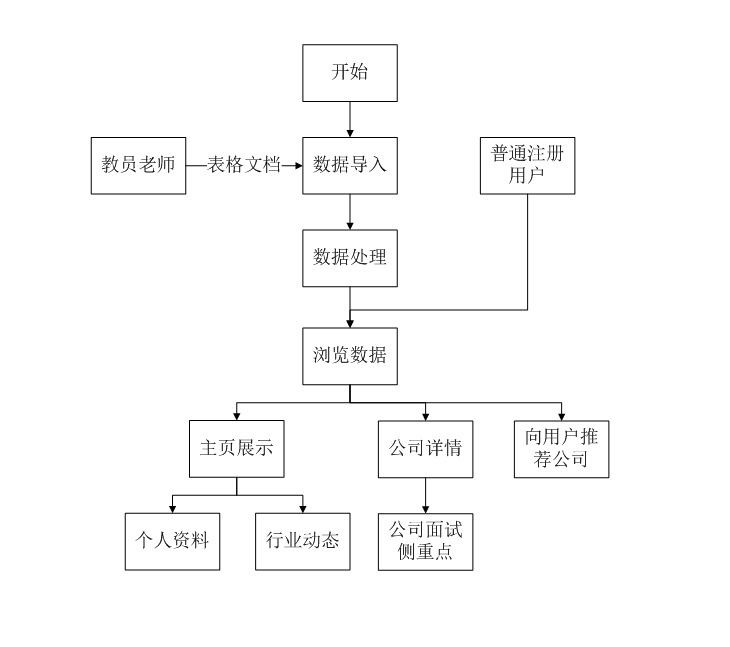 开始
教员老师
表格文档
数据导入
普通注册
用户
数据处理
浏览数据
主页展示
公司详情
向用户推
荐公司
个人资料
行业动态
公司面试
侧重点